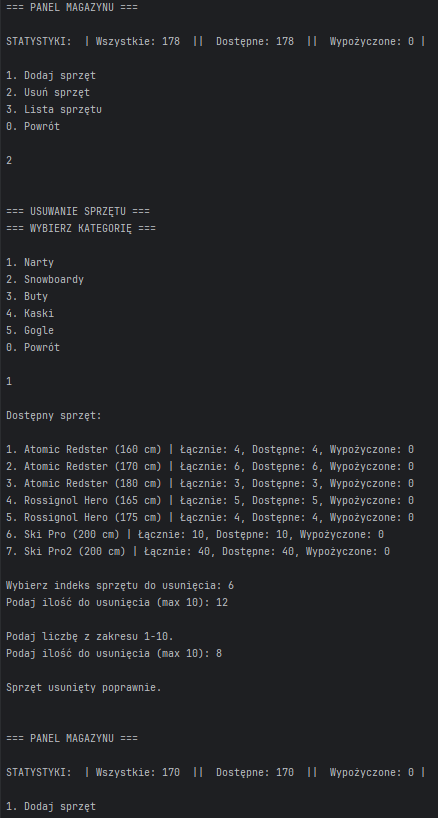 === PANEL MAGAZYNU ===
STATYSTYKI:  | Wszystkie: 178  ||  Dostępne: 178  ||  Wypożyczone: 0 |
1. Dodaj sprzęt
2. Usuń sprzęt
3. Lista sprzętu
0. Powrót
2
=== USUWANIE SPRZĘTU ===
=== WYBIERZ KATEGORIĘ ===
1. Narty
2. Snowboardy
3. Buty
4. Kaski
5. Gogle
0. Powrót
1
Dostępny sprzęt:
1. Atomic Redster (160 cm) | Łącznie: 4, Dostępne: 4, Wypożyczone: 0
2. Atomic Redster (170 cm) | Łącznie: 6, Dostępne: 6, Wypożyczone: 0
3. Atomic Redster (180 cm) | Łącznie: 3, Dostępne: 3, Wypożyczone: 0
4. Rossignol Hero (165 cm) | Łącznie: 5, Dostępne: 5, Wypożyczone: 0
5. Rossignol Hero (175 cm) | Łącznie: 4, Dostępne: 4, Wypożyczone: 0
6. Ski Pro (200 cm) | Łącznie: 10, Dostępne: 10, Wypożyczone: 0
7. Ski Pro2 (200 cm) | Łącznie: 40, Dostępne: 40, Wypożyczone: 0
Wybierz indeks sprzętu do usunięcia: 6
Podaj ilość do usunięcia (max 10): 12
Podaj liczbę z zakresu 1-10.
Podaj ilość do usunięcia (max 10): 8
Sprzęt usunięty poprawnie.
=== PANEL MAGAZYNU ===
STATYSTYKI:  | Wszystkie: 170  ||  Dostępne: 170  ||  Wypożyczone: 0 |
1. Dodaj sprzęt